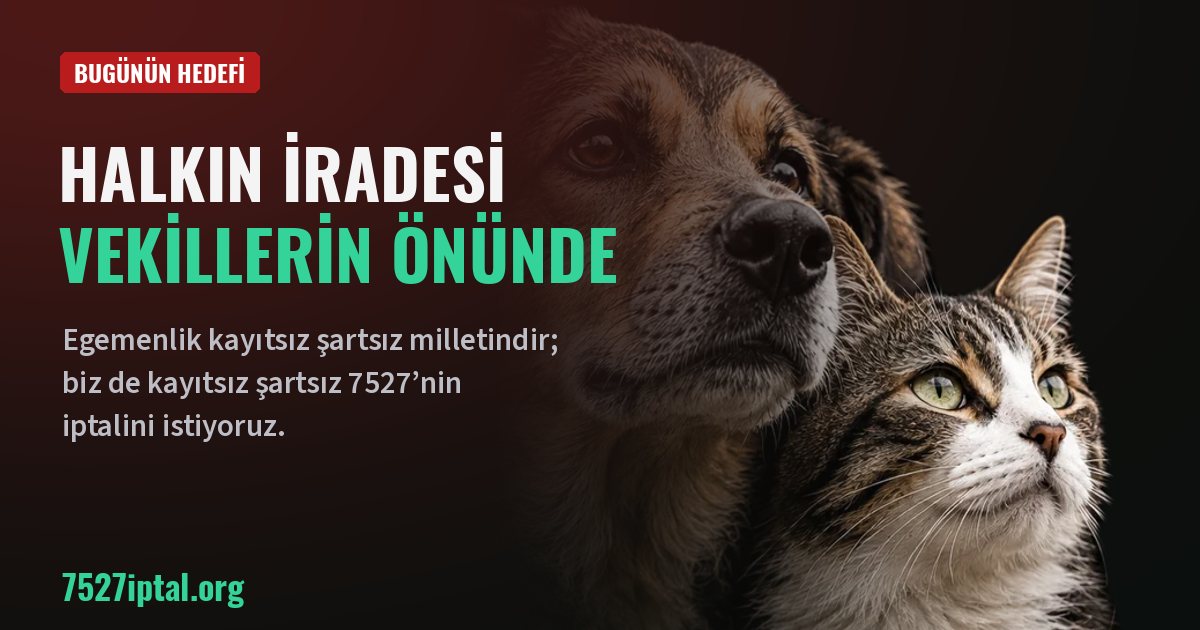 BUGÜNÜN HEDEFİ
HALKIN İRADESİ
VEKİLLERİN ÖNÜNDE
Egemenlik kayıtsız şartsız milletindir;
biz de kayıtsız şartsız 7527’nin
iptalini istiyoruz.
7527iptal.org